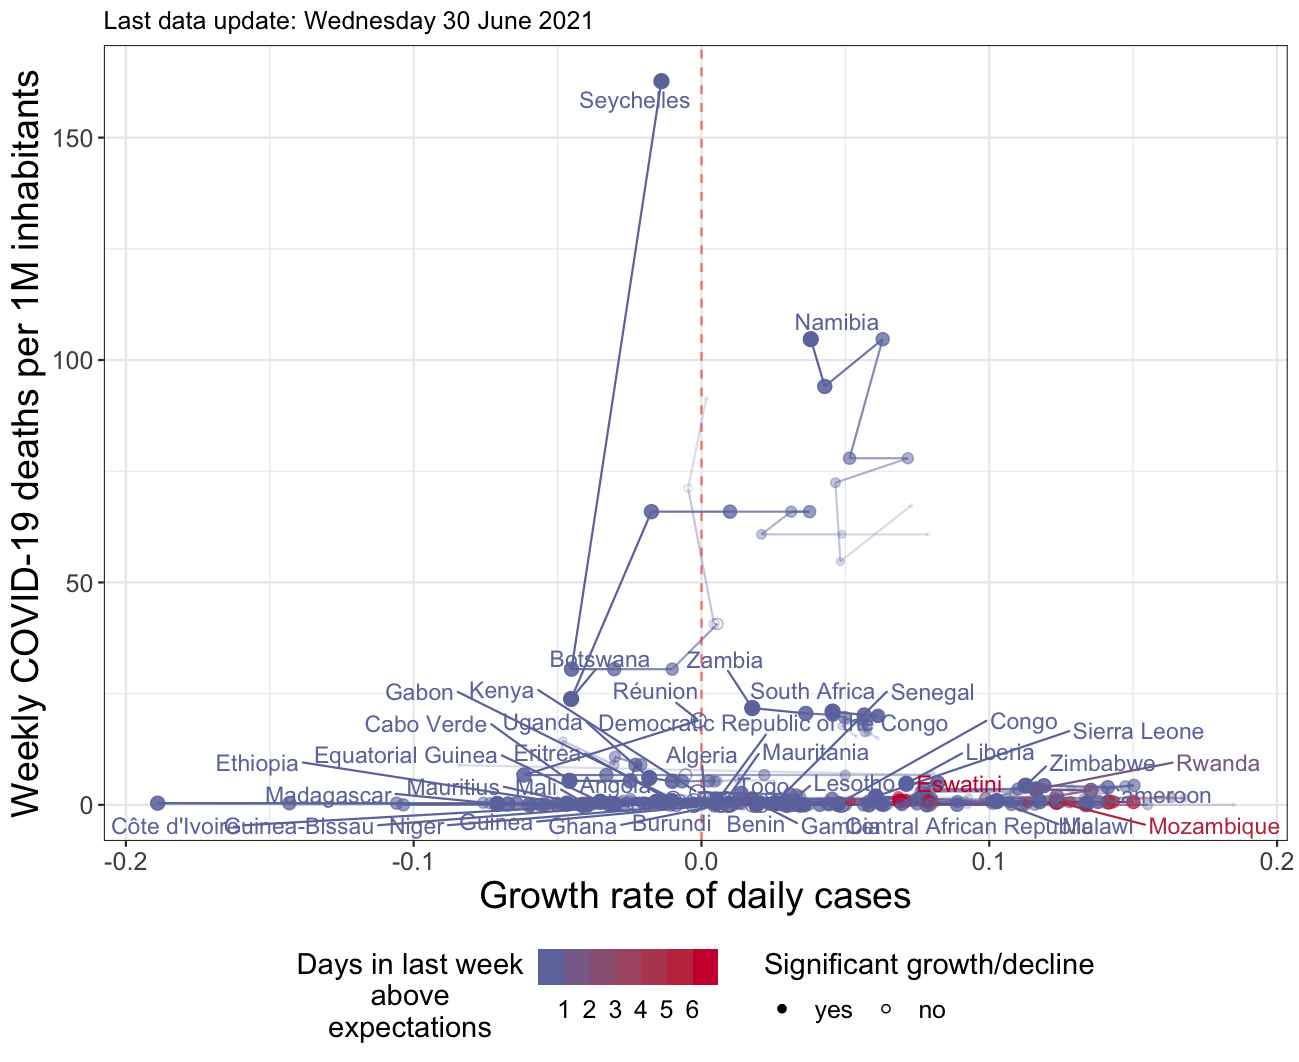 Last data update: Wednesday 30 June 2021
Weekly COVID-19 deaths per 1M inhabitants
150
100
50
0
Seychelles
Namibia
Botswana
Zambia
Gabon
Kenya
Réunion
South Africa
Senegal
Cabo Verde
Uganda
Democratic Republic of the Congo
Congo
Sierra Leone
Ethiopia
Equatorial Guinea
Eritrea
Algeria
Mauritania
Liberia
Zimbabwe
Rwanda
Madagascar
Mauritius
Mali
Angola
Togo
Lesotho
Eswatini
Cameroon
Côte d'Ivoire
Guinea-Bissau
Niger
Guinea
Ghana
Burundi
Benin
Gambia
Central African Republic
Malawi
Mozambique
-0.2
-0.1
0.0
0.1
0.2
Growth rate of daily cases
Days in last week
above
expectations
1 2 3 4 5 6
Significant growth/decline
yes
no